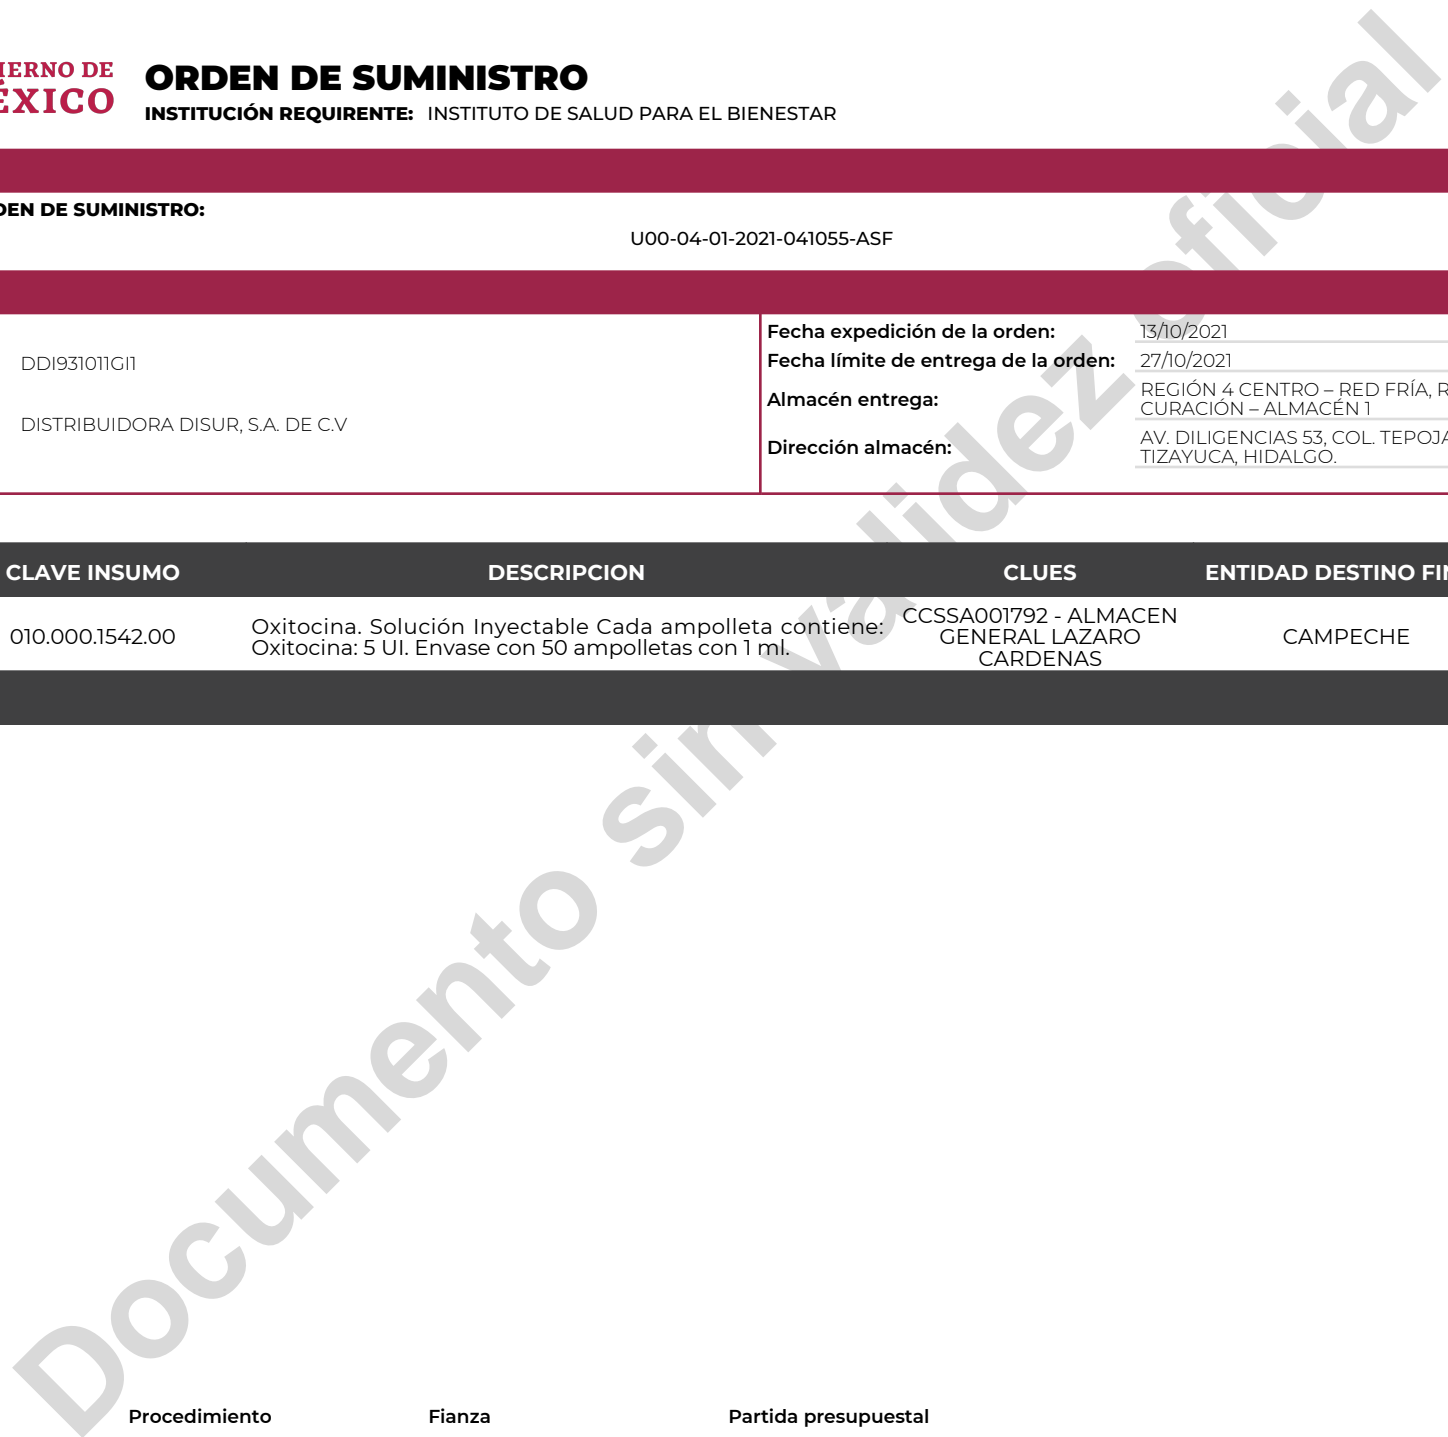 IERNO DE
ÉXICO
ORDEN DE SUMINISTRO
INSTITUCIÓN REQUIRENTE: INSTITUTO DE SALUD PARA EL BIENESTAR
DEN DE SUMINISTRO:
U00-04-01-2021-041055-ASF
DDI931011GI1
DISTRIBUIDORA DISUR, S.A. DE C.V
Fecha expedición de la orden: 13/10/2021
Fecha límite de entrega de la orden: 27/10/2021
Almacén entrega: REGIÓN 4 CENTRO – RED FRÍA, R
CURACIÓN – ALMACÉN 1
Dirección almacén: AV. DILIGENCIAS 53, COL. TEPOJA
TIZAYUCA, HIDALGO.
CLAVE INSUMO DESCRIPCION CLUES ENTIDAD DESTINO FIN
010.000.1542.00
Oxitocina. Solución Inyectable Cada ampolleta contiene:
Oxitocina: 5 UI. Envase con 50 ampolletas con 1 ml.
CCSSA001792 - ALMACEN
GENERAL LAZARO
CARDENAS
CAMPECHE
Documento sin validez oficial
Procedimiento Fianza Partida presupuestal